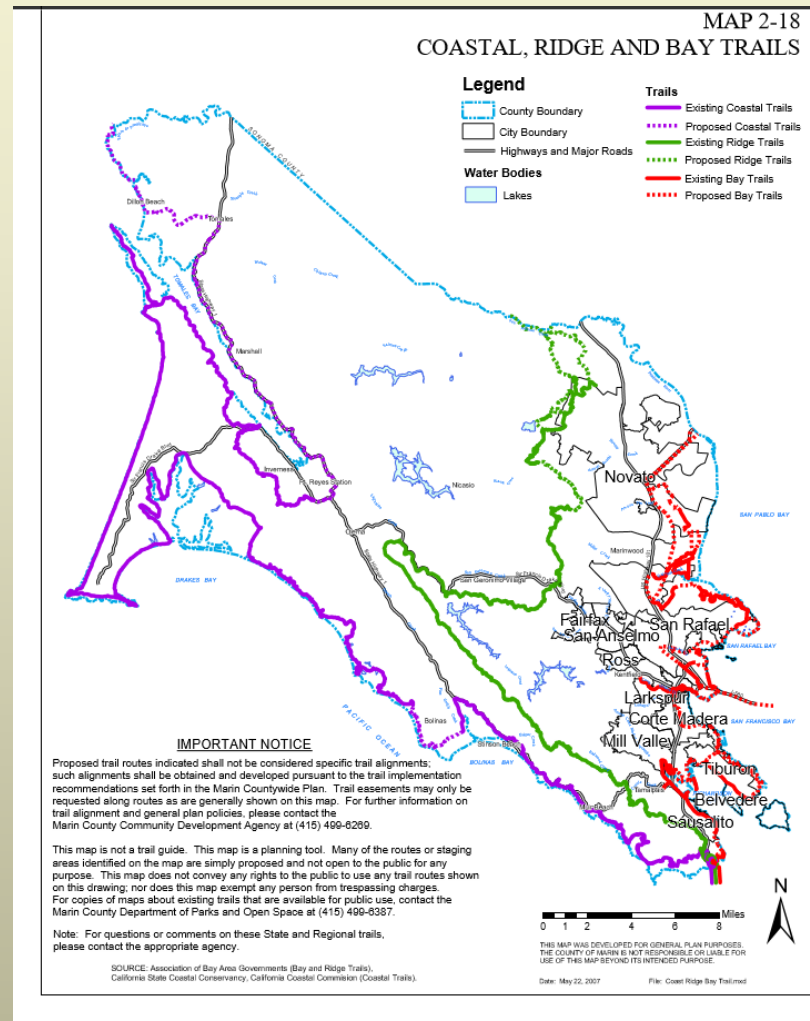 MAP 2-18
COASTAL, RIDGE AND BAY TRAILS
Legend
County Boundary
City Boundary
Highways and Major Roads
Water Bodies
Lakes
Trails
Existing Coastal Trails
Proposed Coastal Trails
Existing Ridge Trails
Proposed Ridge Trails
Existing Bay Trails
Proposed Bay Trails
SONOMA COUNTY
Dillon Beach
Tomales
TOMALES BAY
Marshall
Inverness
Pt. Reyes Station
Nicasio
Novato
SAN PABLO BAY
Marinwood
DRAKES BAY
San Geronimo Village
Fairfax
San Anselmo
San Rafael
SAN RAFAEL BAY
Ross
Kentfield
Larkspur
Corte Madera
SAN FRANCISCO BAY
Mill Valley
Bolinas
PACIFIC OCEAN
Stinson Beach
BOLINAS BAY
Tiburon
Tamalpais
Belvedere
Sausalito
IMPORTANT NOTICE
Proposed trail routes indicated shall not be considered specific trail alignments;
such alignments shall be obtained and developed pursuant to the trail implementation
recommendations set forth in the Marin Countywide Plan. Trail easements may only be
requested along routes as are generally shown on this map. For further information on
trail alignment and general plan policies, please contact the
Marin County Community Development Agency at (415) 499-6269.
This map is not a trail guide. This map is a planning tool. Many of the routes or staging
areas identified on the map are simply proposed and not open to the public for any
purpose. This map does not convey any rights to the public to use any trail routes shown
on this drawing; nor does this map exempt any person from trespassing charges.
For copies of maps about existing trails that are available for public use, contact the
Marin County Department of Parks and Open Space at (415) 499-6387.
Note: For questions or comments on these State and Regional trails,
please contact the appropriate agency.
SOURCE: Association of Bay Area Governments (Bay and Ridge Trails),
California State Coastal Conservancy, California Coastal Commision (Coastal Trails).
N
Miles
0 1 2 4 6 8
THIS MAP WAS DEVELOPED FOR GENERAL PLAN PURPOSES.
THE COUNTY OF MARIN IS NOT RESPONSIBLE OR LIABLE FOR
USE OF THIS MAP BEYOND ITS INTENDED PURPOSE.
Date: May 22, 2007 File: Coast Ridge Bay Trail.mxd